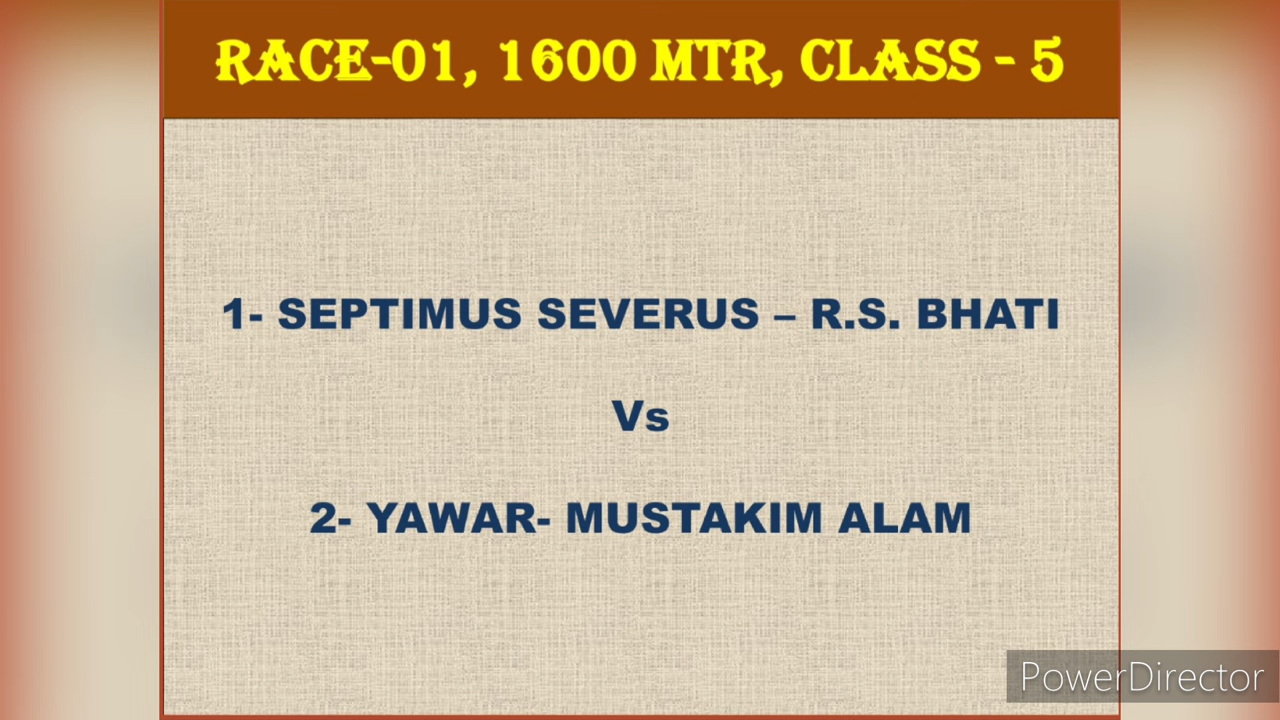 RACE-01, 1600 MTR, CLASS - 5
1- SEPTIMUS SEVERUS – R.S. BHATI
Vs
2- YAWAR- MUSTAKIM ALAM
PowerDirector